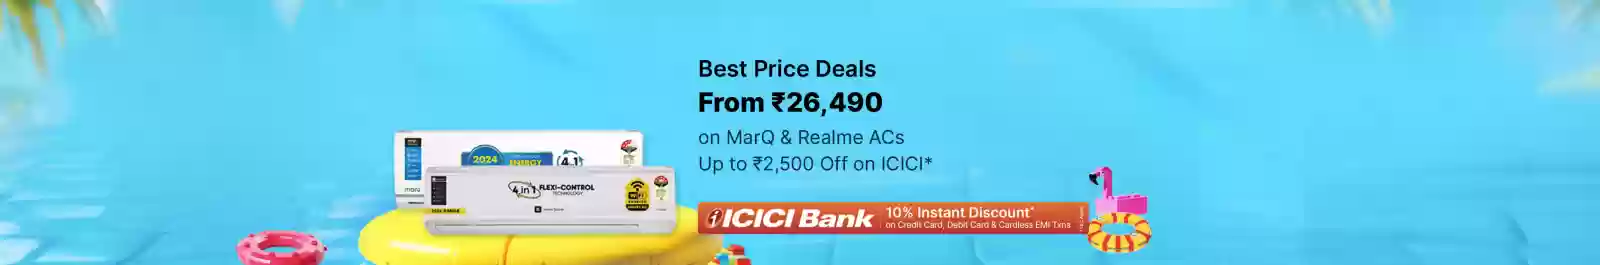 Best Price Deals
From ₹26,490
on MarQ & Realme ACs
Up to ₹2,500 Off on ICICI*
2024
ENERGY
4 in 1
4 in 1 FLEXI-CONTROL
TECHNOLOGY
WiFi
ICICI Bank
10% Instant Discount*
on Credit Card, Debit Card & Cardless EMI Txns